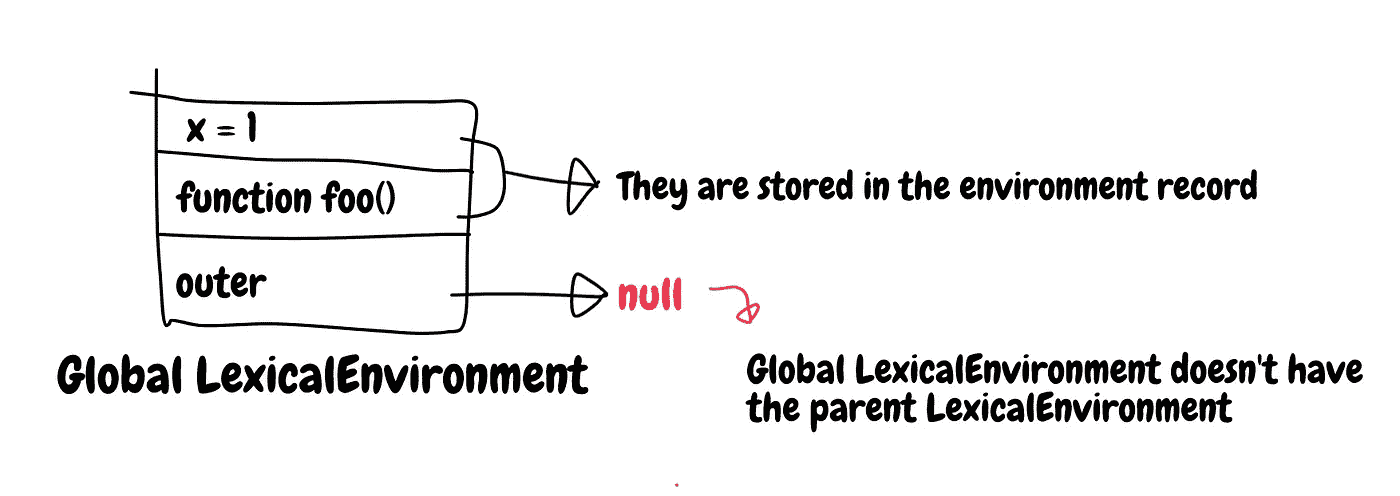 x = 1
function foo()
They are stored in the environment record
outer
null
Global LexicalEnvironment
Global LexicalEnvironment doesn't have
the parent LexicalEnvironment